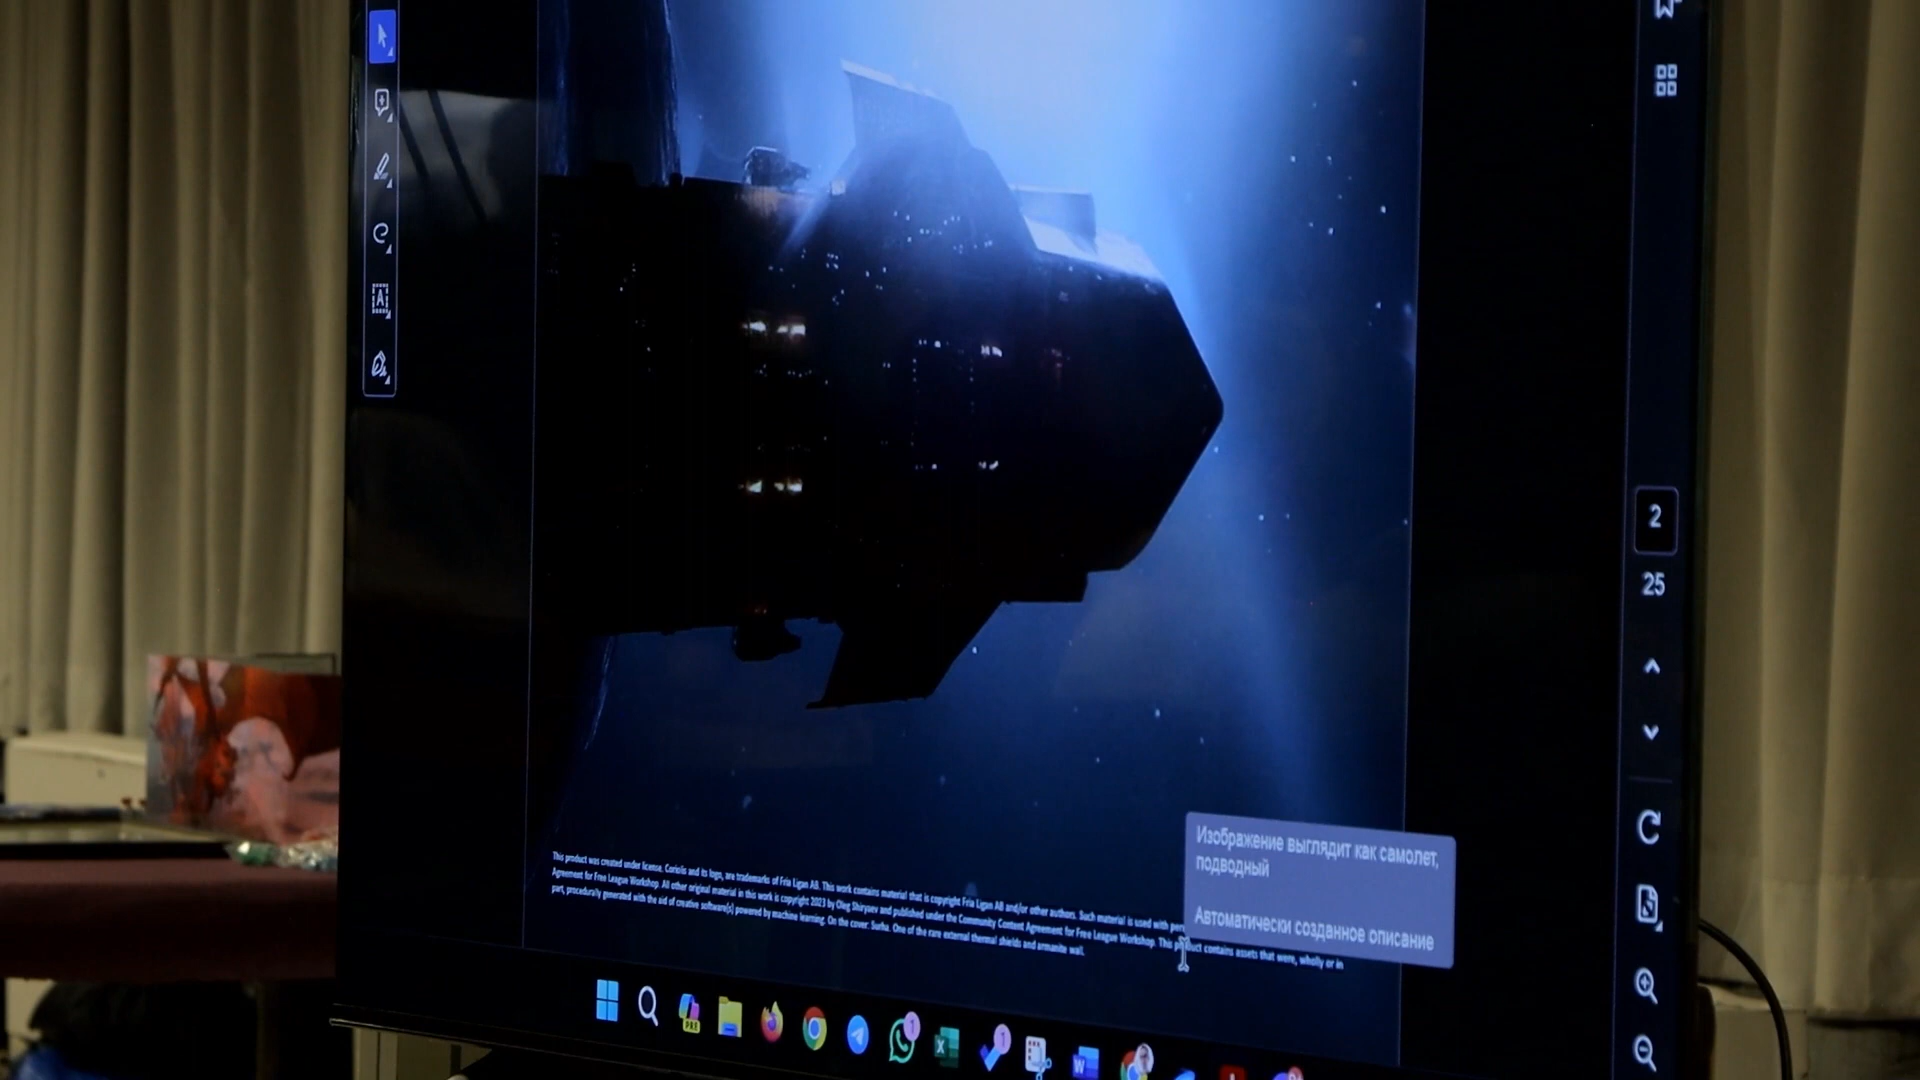 2
25
Изображение выглядит как самолет,
подводный
Автоматически созданное описание
This product was created under license. Coriolis and its logo, are trademarks of Fria Ligan AB. This work contains material that is copyright Fria Ligan AB and/or other authors. Such material is used with
Agreement for Free League Workshop. All other original material in this work is copyright 2023 by Oleg Shiryaev and published under the Community Content Agreement for Free League Workshop. This product contains assets that were, wholly or in
part, procedurally generated with the aid of creative software[s] powered by machine learning. On the cover: Surha. One of the rare external thermal shields and armanite wall.
PRE
1
1